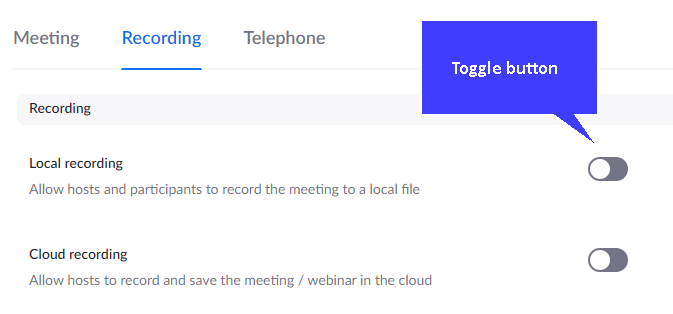 Meeting Recording Telephone
Toggle button
Recording
Local recording
Allow hosts and participants to record the meeting to a local file
Cloud recording
Allow hosts to record and save the meeting / webinar in the cloud